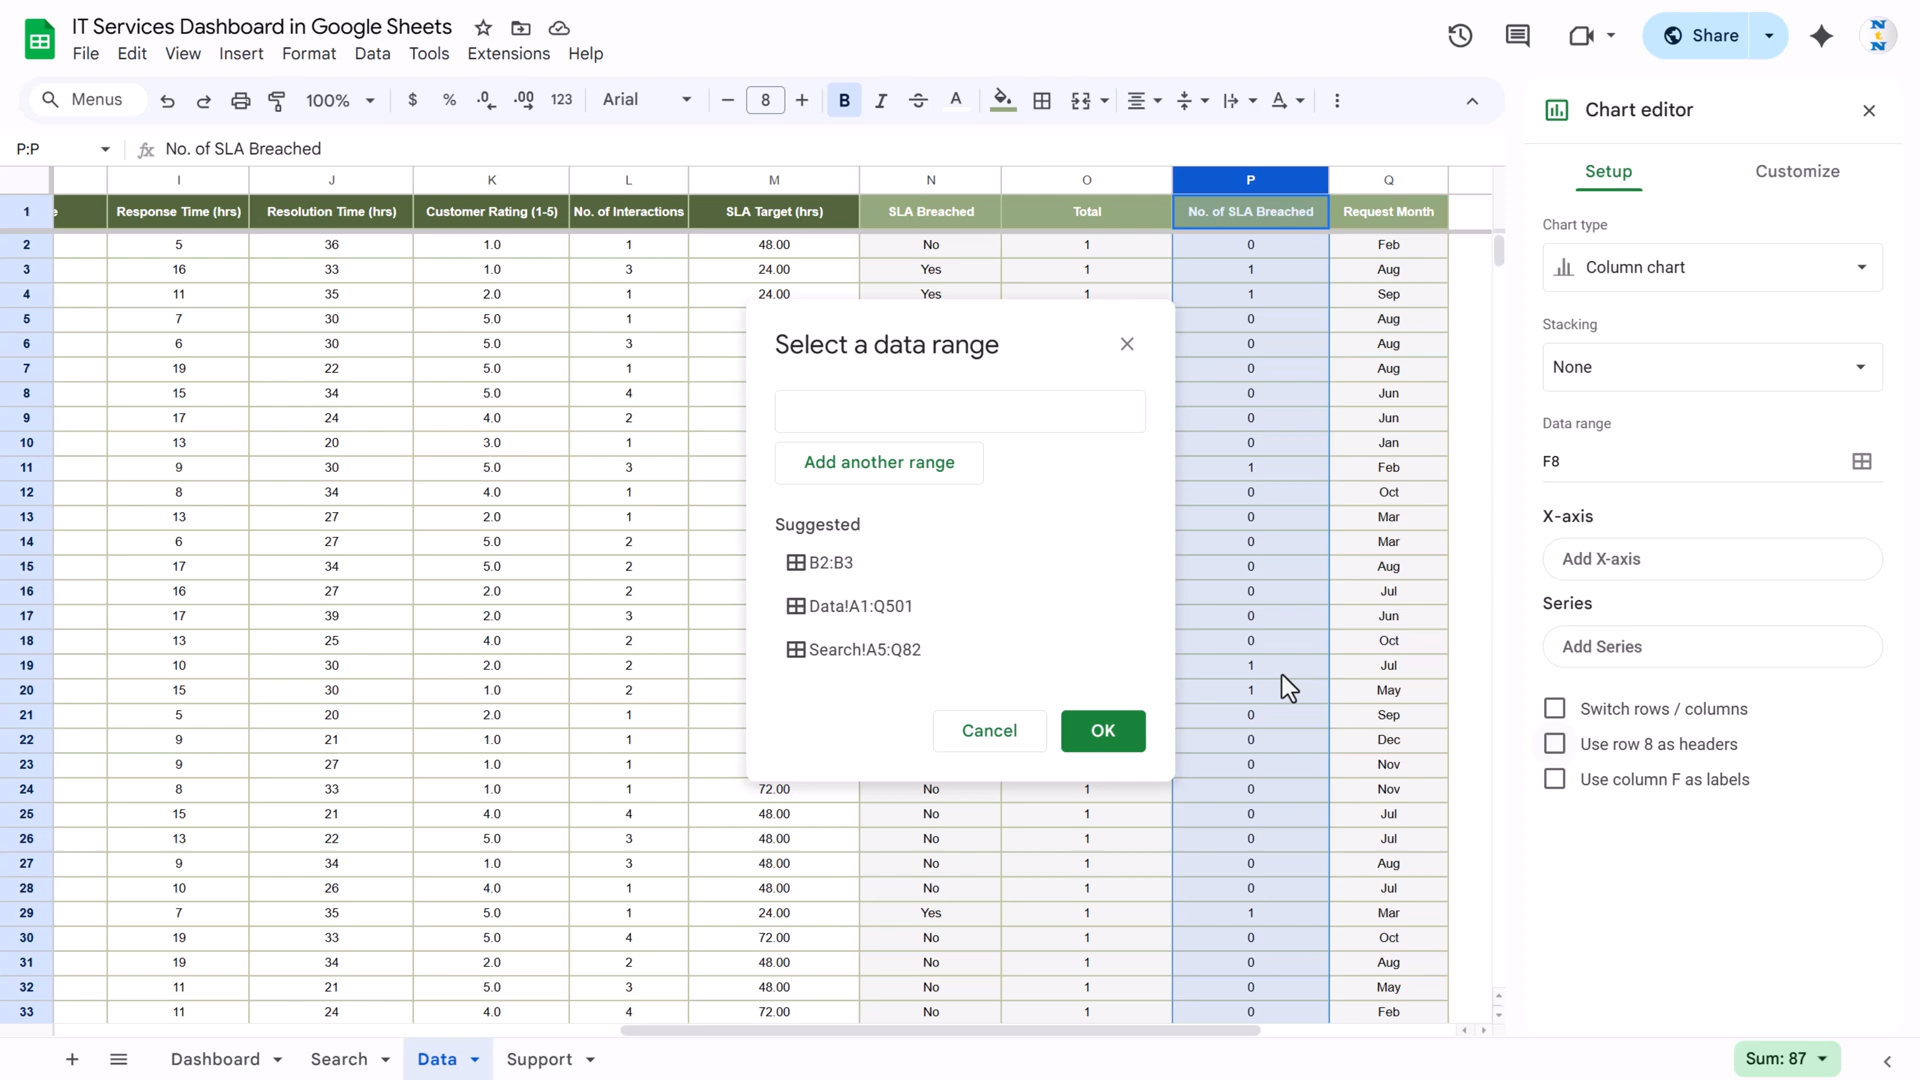 IT Services Dashboard in Google Sheets
File Edit View Insert Format Data Tools Extensions Help
Share
Menus 100% $ % .0 .00 123 Arial 8 B I A
P:P No. of SLA Breached
I J K L M N O P Q
1 e Response Time (hrs) Resolution Time (hrs) Customer Rating (1-5) No. of Interactions SLA Target (hrs) SLA Breached Total No. of SLA Breached Request Month
2 5 36 1.0 1 48.00 No 1 0 Feb
3 16 33 1.0 3 24.00 Yes 1 1 Aug
4 11 35 2.0 1 24.00 Yes 1 1 Sep
5 7 30 5.0 1 0 Aug
6 6 30 5.0 3 0 Aug
7 19 22 5.0 1 0 Aug
8 15 34 5.0 4 0 Jun
9 17 24 4.0 2 0 Jun
10 13 20 3.0 1 0 Jan
11 9 30 5.0 3 1 Feb
12 8 34 4.0 1 0 Oct
13 13 27 2.0 1 0 Mar
14 6 27 5.0 2 0 Mar
15 17 34 5.0 2 0 Aug
16 16 27 2.0 2 0 Jul
17 17 39 2.0 3 0 Jun
18 13 25 4.0 2 0 Oct
19 10 30 2.0 2 1 Jul
20 15 30 1.0 2 1 May
21 5 20 2.0 1 0 Sep
22 9 21 1.0 1 0 Dec
23 9 27 1.0 1 0 Nov
24 8 33 1.0 1 72.00 No 1 0 Nov
25 15 21 4.0 4 48.00 No 1 0 Jul
26 13 22 5.0 3 48.00 No 1 0 Jul
27 9 34 1.0 3 48.00 No 1 0 Aug
28 10 26 4.0 1 48.00 No 1 0 Jul
29 7 35 5.0 1 24.00 Yes 1 1 Mar
30 19 33 5.0 4 72.00 No 1 0 Oct
31 19 34 2.0 2 48.00 No 1 0 Aug
32 11 21 5.0 3 48.00 No 1 0 May
33 11 24 4.0 4 72.00 No 1 0 Feb
Select a data range
Add another range
Suggested
B2:B3
Data!A1:Q501
Search!A5:Q82
Cancel OK
Chart editor
Setup Customize
Chart type
Column chart
Stacking
None
Data range
F8
X-axis
Add X-axis
Series
Add Series
Switch rows / columns
Use row 8 as headers
Use column F as labels
Dashboard Search Data Support Sum: 87